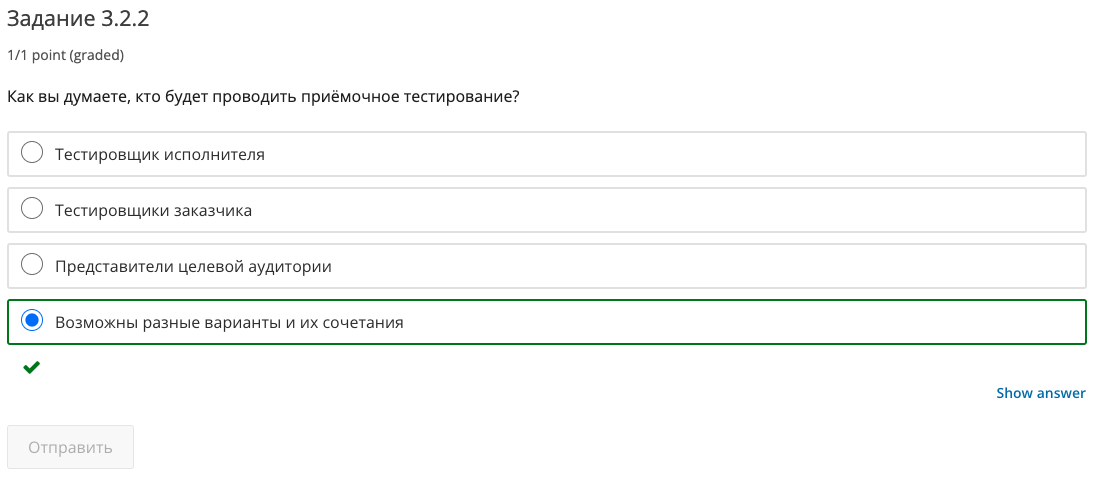 Задание 3.2.2
1/1 point (graded)
Как вы думаете, кто будет проводить приёмочное тестирование?
Тестировщик исполнителя
Тестировщики заказчика
Представители целевой аудитории
Возможны разные варианты и их сочетания
Show answer
Отправить